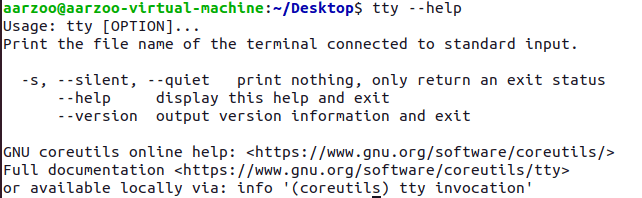 aarzoo@aarzoo-virtual-machine:~/Desktop$ tty --help
Usage: tty [OPTION]...
Print the file name of the terminal connected to standard input.

  -s, --silent, --quiet   print nothing, only return an exit status
      --help     display this help and exit
      --version  output version information and exit

GNU coreutils online help: <https://www.gnu.org/software/coreutils/>
Full documentation <https://www.gnu.org/software/coreutils/tty>
or available locally via: info '(coreutils) tty invocation'